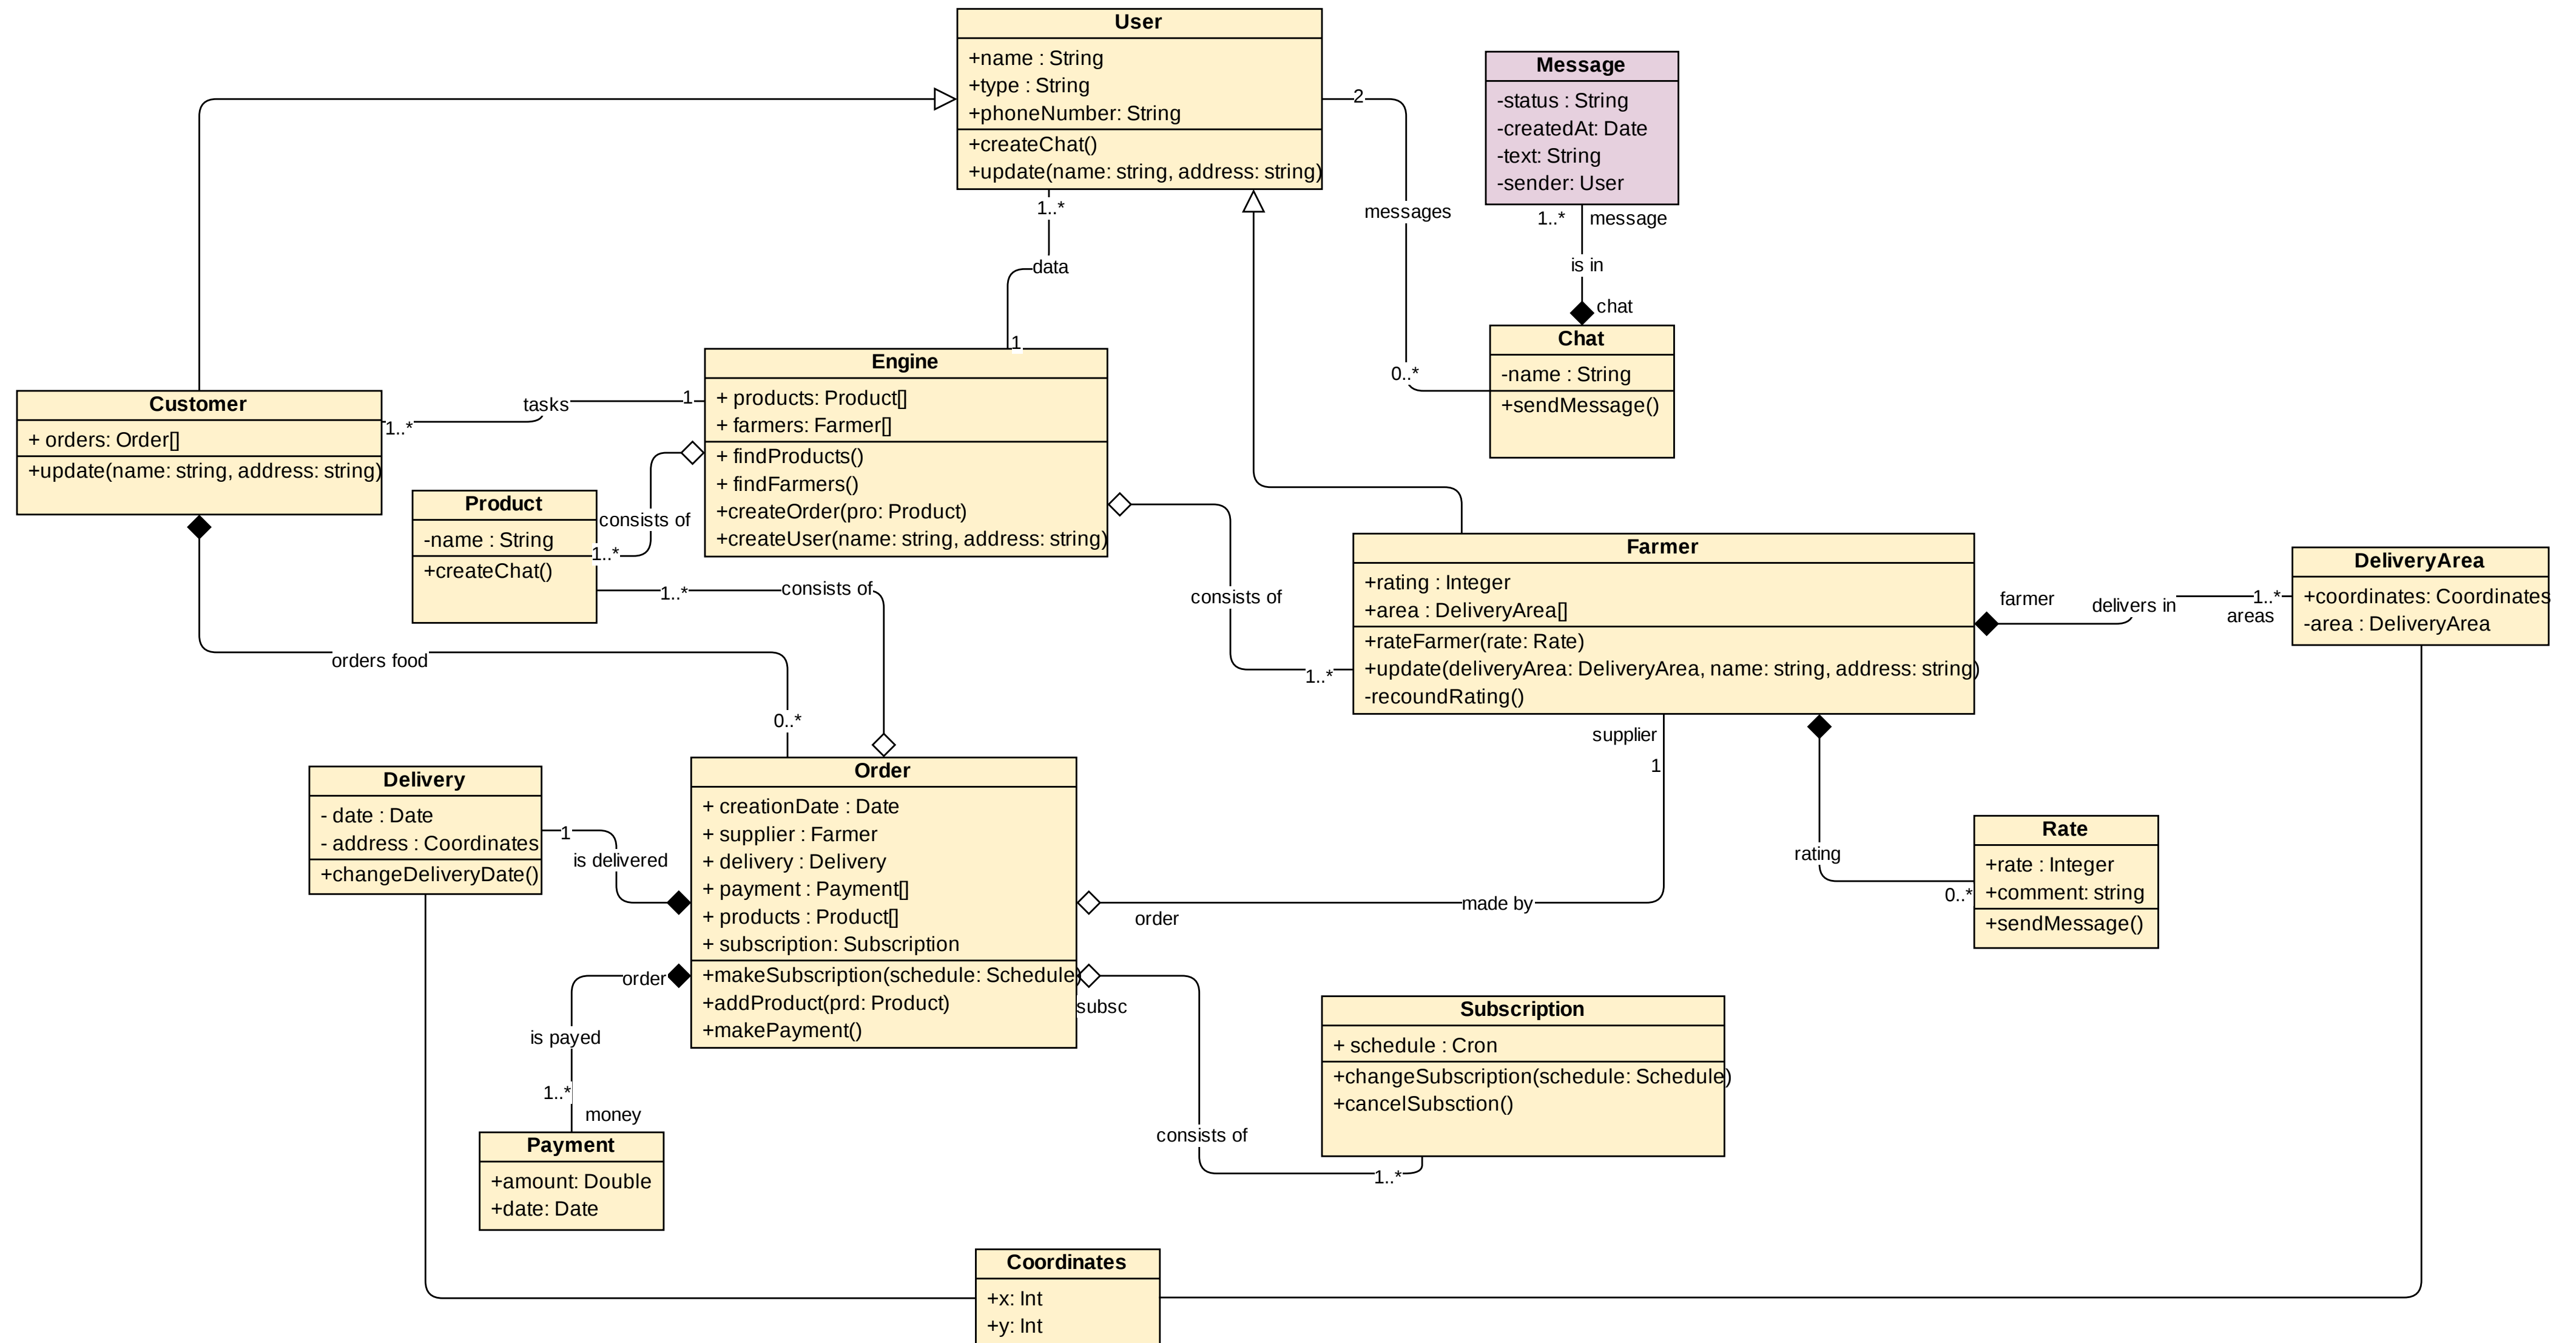 User
+name : String
+type : String
+phoneNumber: String
+createChat()
+update(name: string, address: string)
Message
-status : String
-createdAt: Date
-text: String
-sender: User
2
messages
0..*
1..*
message
is in
chat
1..*
data
1
Chat
-name : String
+sendMessage()
Engine
+ products: Product[]
+ farmers: Farmer[]
+ findProducts()
+ findFarmers()
+createOrder(pro: Product)
+createUser(name: string, address: string)
Customer
+ orders: Order[]
+update(name: string, address: string)
1..*
tasks
1
Product
-name : String
+createChat()
consists of
1..*
1..*
consists of
consists of
1..*
Farmer
+rating : Integer
+area : DeliveryArea[]
+rateFarmer(rate: Rate)
+update(deliveryArea: DeliveryArea, name: string, address: string)
-recoundRating()
farmer
delivers in
1..*
areas
DeliveryArea
+coordinates: Coordinates
-area : DeliveryArea
orders food
0..*
supplier
1
Delivery
- date : Date
- address : Coordinates
+changeDeliveryDate()
1
is delivered
Order
+ creationDate : Date
+ supplier : Farmer
+ delivery : Delivery
+ payment : Payment[]
+ products : Product[]
+ subscription: Subscription
+makeSubscription(schedule: Schedule)
+addProduct(prd: Product)
+makePayment()
order
made by
rating
0..*
Rate
+rate : Integer
+comment: string
+sendMessage()
order
is payed
1..*
money
subsc
consists of
1..*
Subscription
+ schedule : Cron
+changeSubscription(schedule: Schedule)
+cancelSubsction()
Payment
+amount: Double
+date: Date
Coordinates
+x: Int
+y: Int